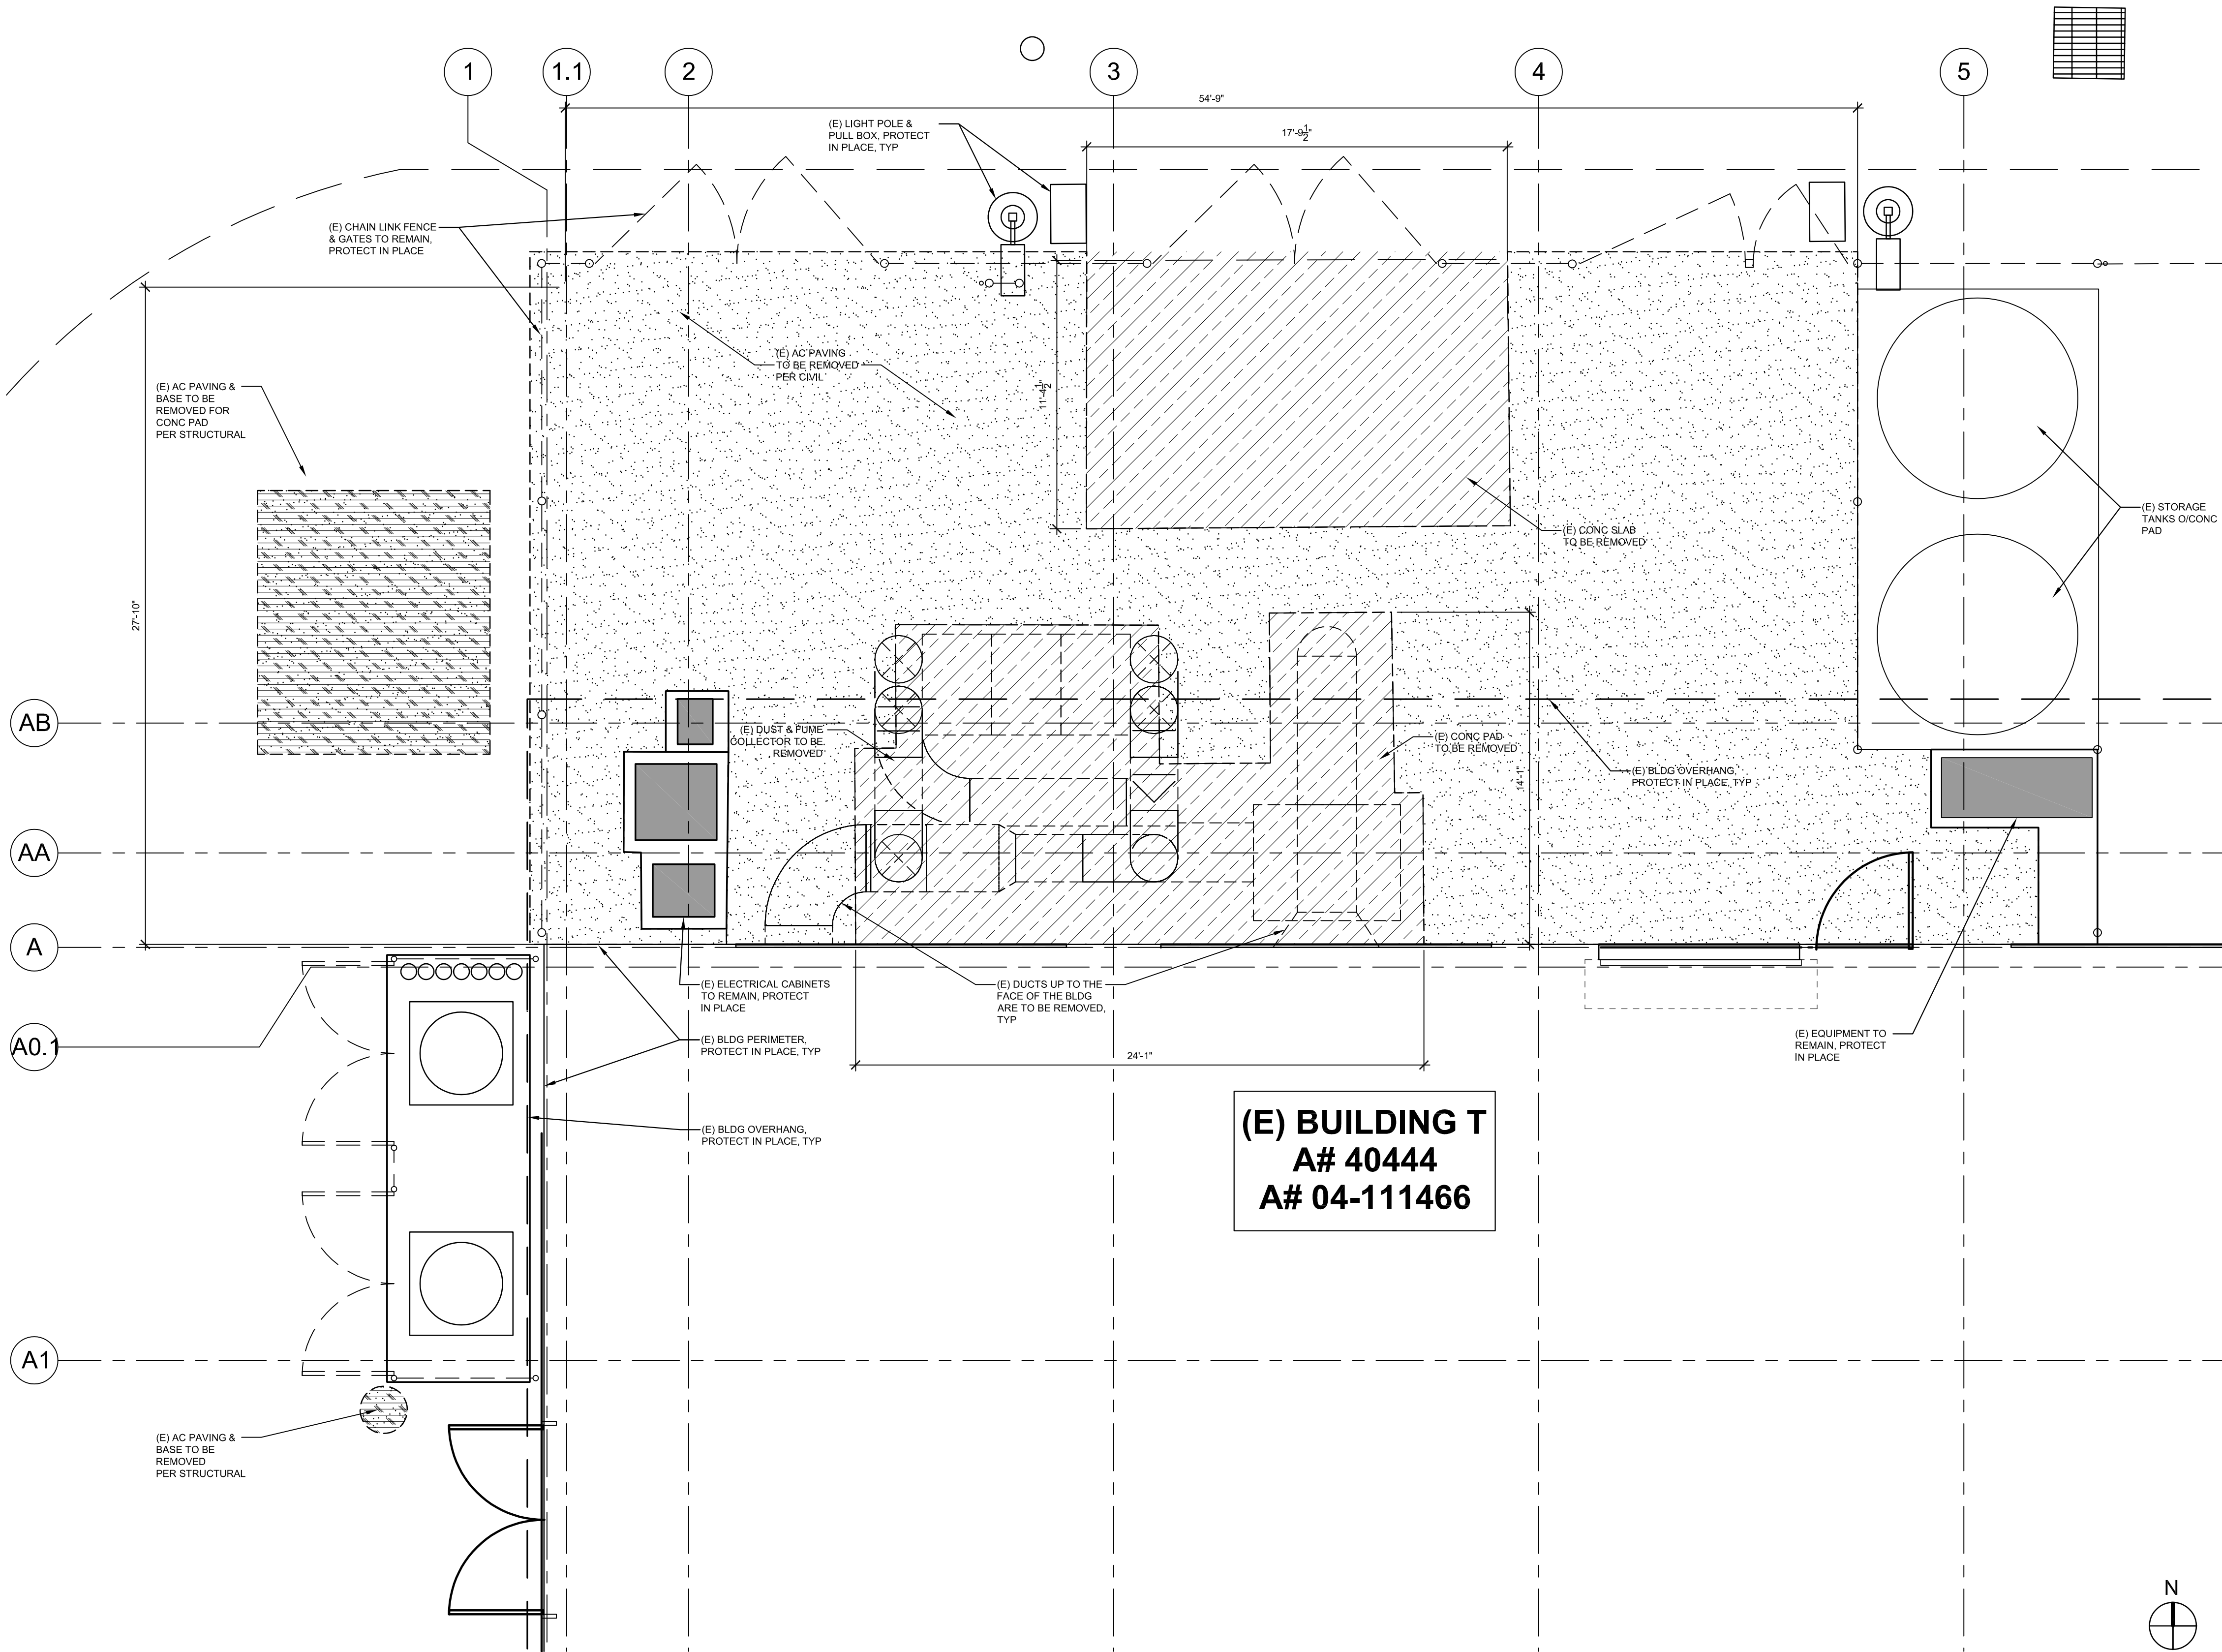 1
1.1
2
3
4
5
54'-9"
(E) LIGHT POLE &
PULL BOX, PROTECT
IN PLACE, TYP
17'-9 1/2"
(E) CHAIN LINK FENCE
& GATES TO REMAIN,
PROTECT IN PLACE
(E) AC PAVING
TO BE REMOVED
PER CIVIL
11'-4 1/2"
(E) AC PAVING &
BASE TO BE
REMOVED FOR
CONC PAD
PER STRUCTURAL
(E) CONC SLAB
TO BE REMOVED
(E) STORAGE
TANKS O/CONC
PAD
27'-10"
AB
(E) DUST & FUME
COLLECTOR TO BE
REMOVED
(E) CONC PAD
TO BE REMOVED
14'-1"
(E) BLDG OVERHANG,
PROTECT IN PLACE, TYP
AA
A
(E) ELECTRICAL CABINETS
TO REMAIN, PROTECT
IN PLACE
(E) DUCTS UP TO THE
FACE OF THE BLDG
ARE TO BE REMOVED,
TYP
(E) EQUIPMENT TO
REMAIN, PROTECT
IN PLACE
A0.1
(E) BLDG PERIMETER,
PROTECT IN PLACE, TYP
24'-1"
(E) BLDG OVERHANG,
PROTECT IN PLACE, TYP
(E) BUILDING T
A# 40444
A# 04-111466
A1
(E) AC PAVING &
BASE TO BE
REMOVED
PER STRUCTURAL
N